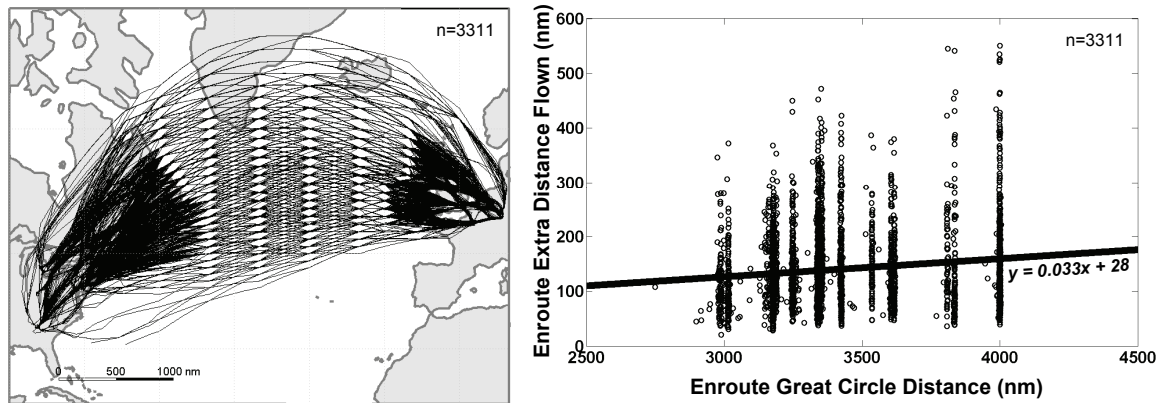 n=3311
0 500 1000 nm
Enroute Extra Distance Flown (nm)
600
500
400
300
200
100
0
n=3311
y = 0.033x + 28
2500 3000 3500 4000 4500
Enroute Great Circle Distance (nm)